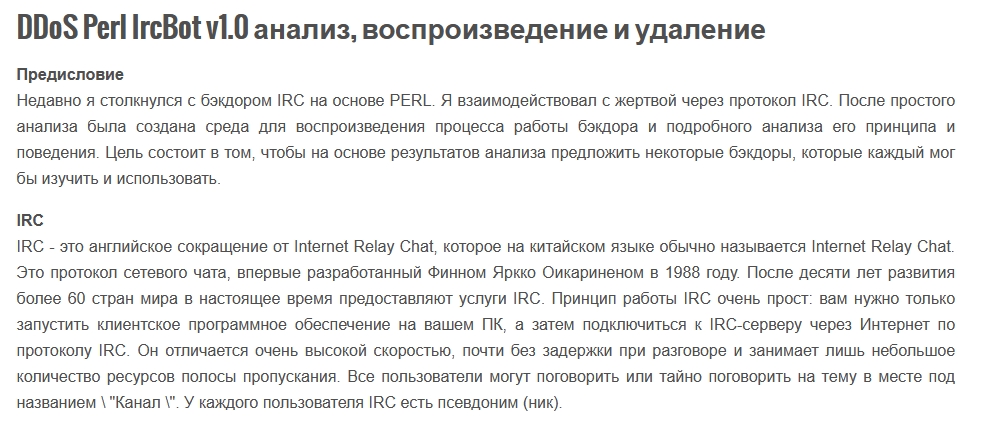 DDoS Perl IrcBot v1.0 анализ, воспроизведение и удаление
Предисловие
Недавно я столкнулся с бэкдором IRC на основе PERL. Я взаимодействовал с жертвой через протокол IRC. После простого
анализа была создана среда для воспроизведения процесса работы бэкдора и подробного анализа его принципа и
поведения. Цель состоит в том, чтобы на основе результатов анализа предложить некоторые бэкдоры, которые каждый мог
бы изучить и использовать.
IRC
IRC - это английское сокращение от Internet Relay Chat, которое на китайском языке обычно называется Internet Relay Chat.
Это протокол сетевого чата, впервые разработанный Финном Яркко Оикариненом в 1988 году. После десяти лет развития
более 60 стран мира в настоящее время предоставляют услуги IRC. Принцип работы IRC очень прост: вам нужно только
запустить клиентское программное обеспечение на вашем ПК, а затем подключиться к IRC-серверу через Интернет по
протоколу IRC. Он отличается очень высокой скоростью, почти без задержки при разговоре и занимает лишь небольшое
количество ресурсов полосы пропускания. Все пользователи могут поговорить или тайно поговорить на тему в месте под
названием \ "Канал \". У каждого пользователя IRC есть псевдоним (ник).